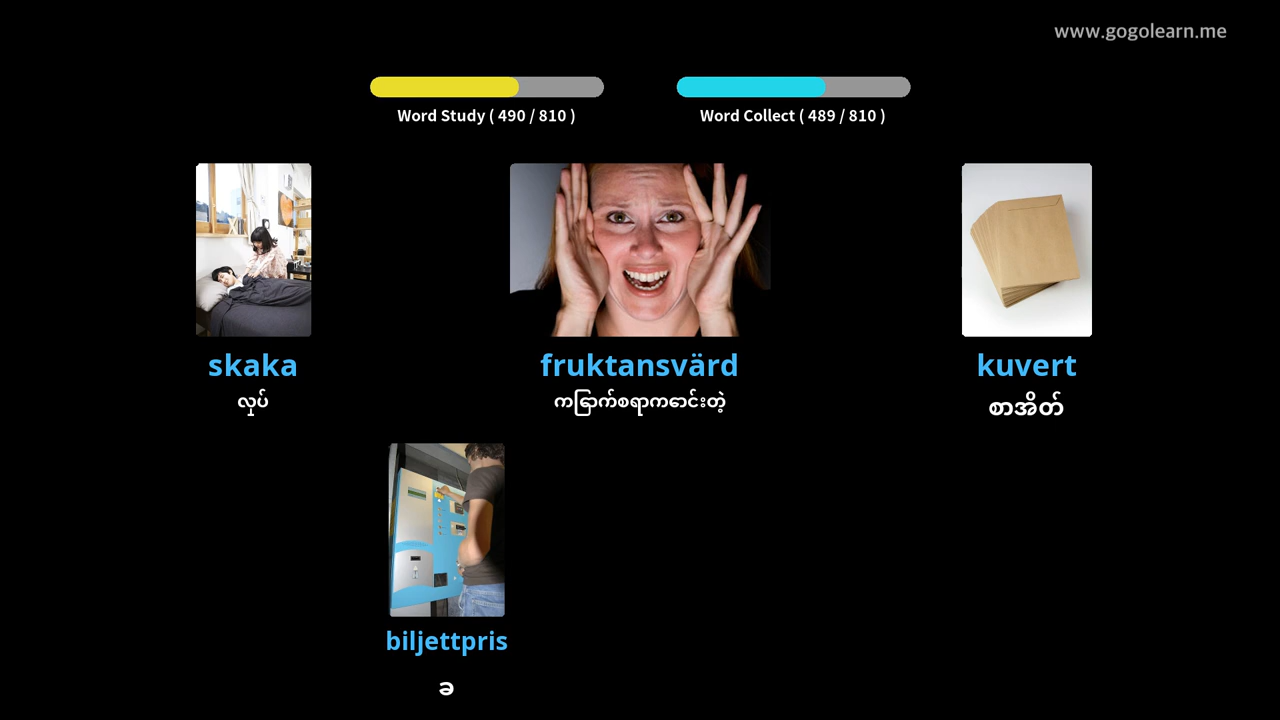 www.gogolearn.me
Word Study ( 490 / 810 )
Word Collect ( 489 / 810 )
skaka
လှုပ်
fruktansvärd
ကြောက်စရာကောင်းတဲ့
kuvert
စာအိတ်
biljettpris
ခ